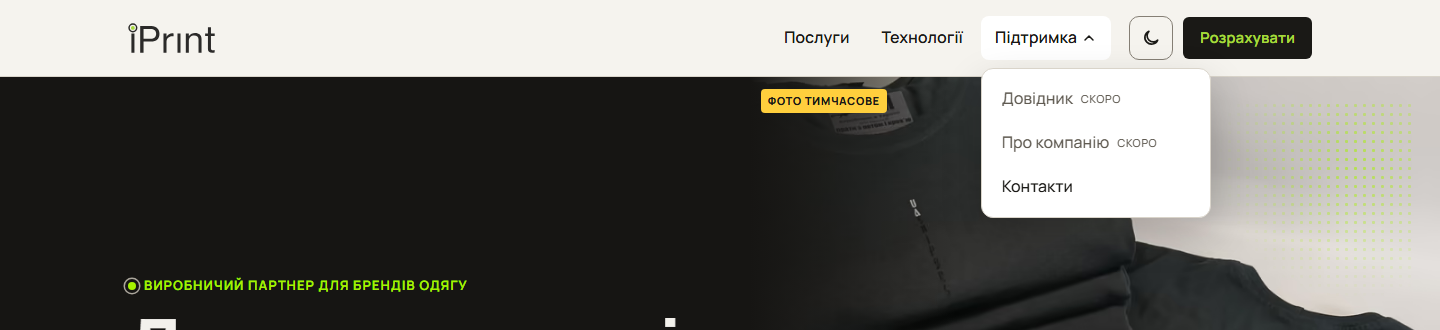 iPrint
Послуги
Технології
Підтримка
Розрахувати
ФОТО ТИМЧАСОВЕ
Довідник СКОРО
Про компанію СКОРО
Контакти
ВИРОБНИЧИЙ ПАРТНЕР ДЛЯ БРЕНДІВ ОДЯГУ